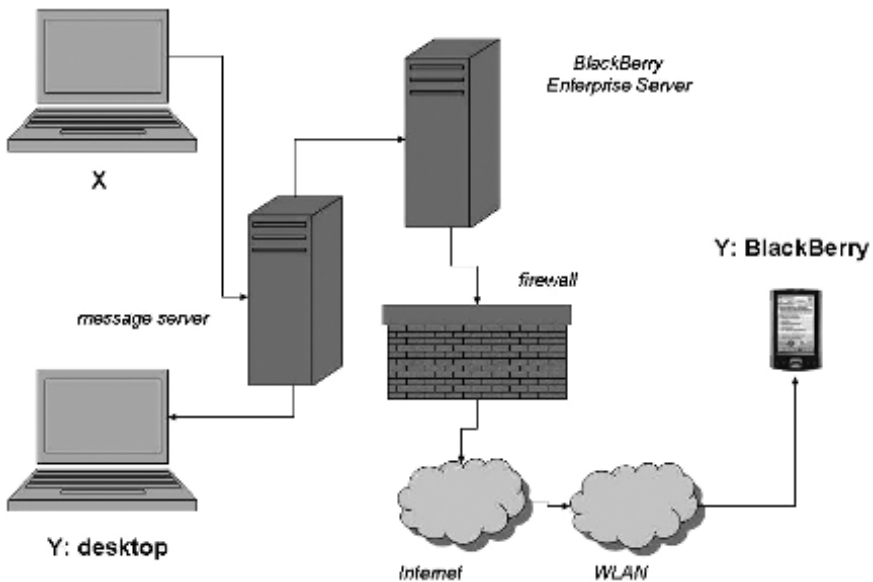 BlackBerry
Enterprise Server
X
Y: BlackBerry
firewall
message server
Y: desktop
Internet
WLAN